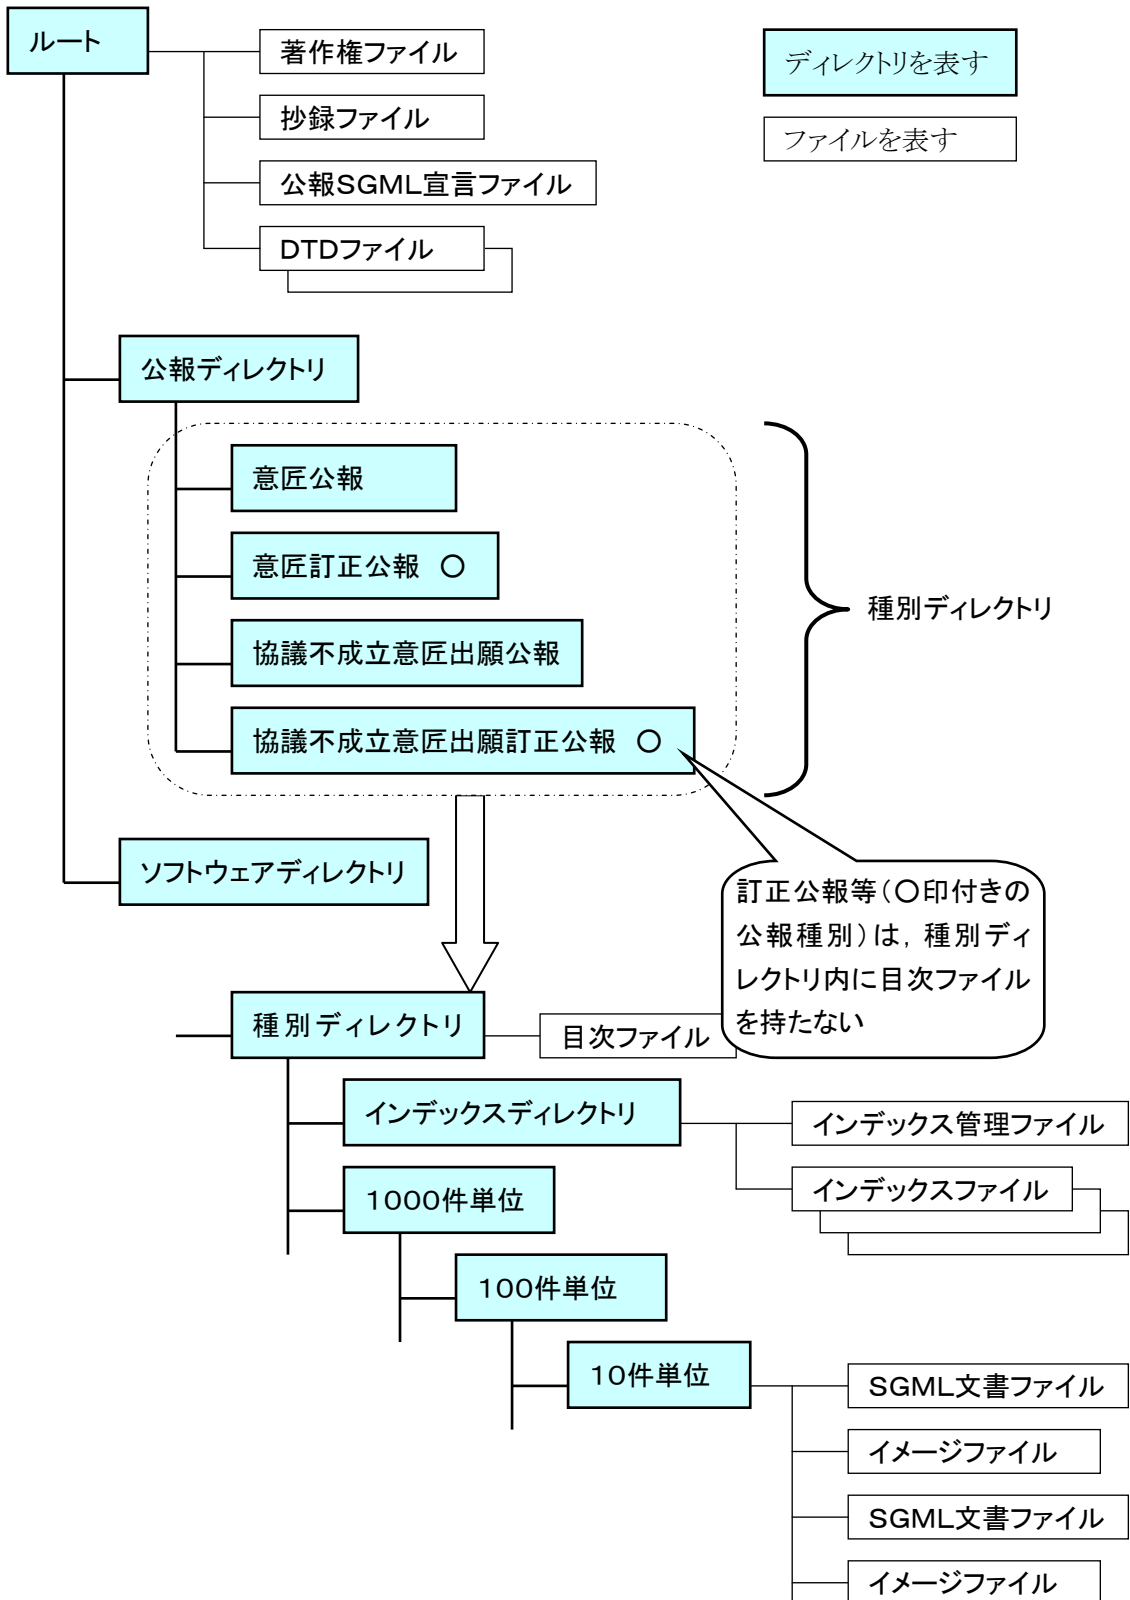 ルート
著作権ファイル
ディレクトリを表す
抄録ファイル
ファイルを表す
公報SGML宣言ファイル
DTDファイル
公報ディレクトリ
意匠公報
意匠訂正公報 ○
種別ディレクトリ
協議不成立意匠出願公報
協議不成立意匠出願訂正公報 ○
ソフトウェアディレクトリ
訂正公報等(○印付きの
公報種別)は,種別ディ
レクトリ内に目次ファイル
を持たない
種別ディレクトリ
目次ファイル
インデックスディレクトリ
インデックス管理ファイル
1000件単位
インデックスファイル
100件単位
10件単位
SGML文書ファイル
イメージファイル
SGML文書ファイル
イメージファイル